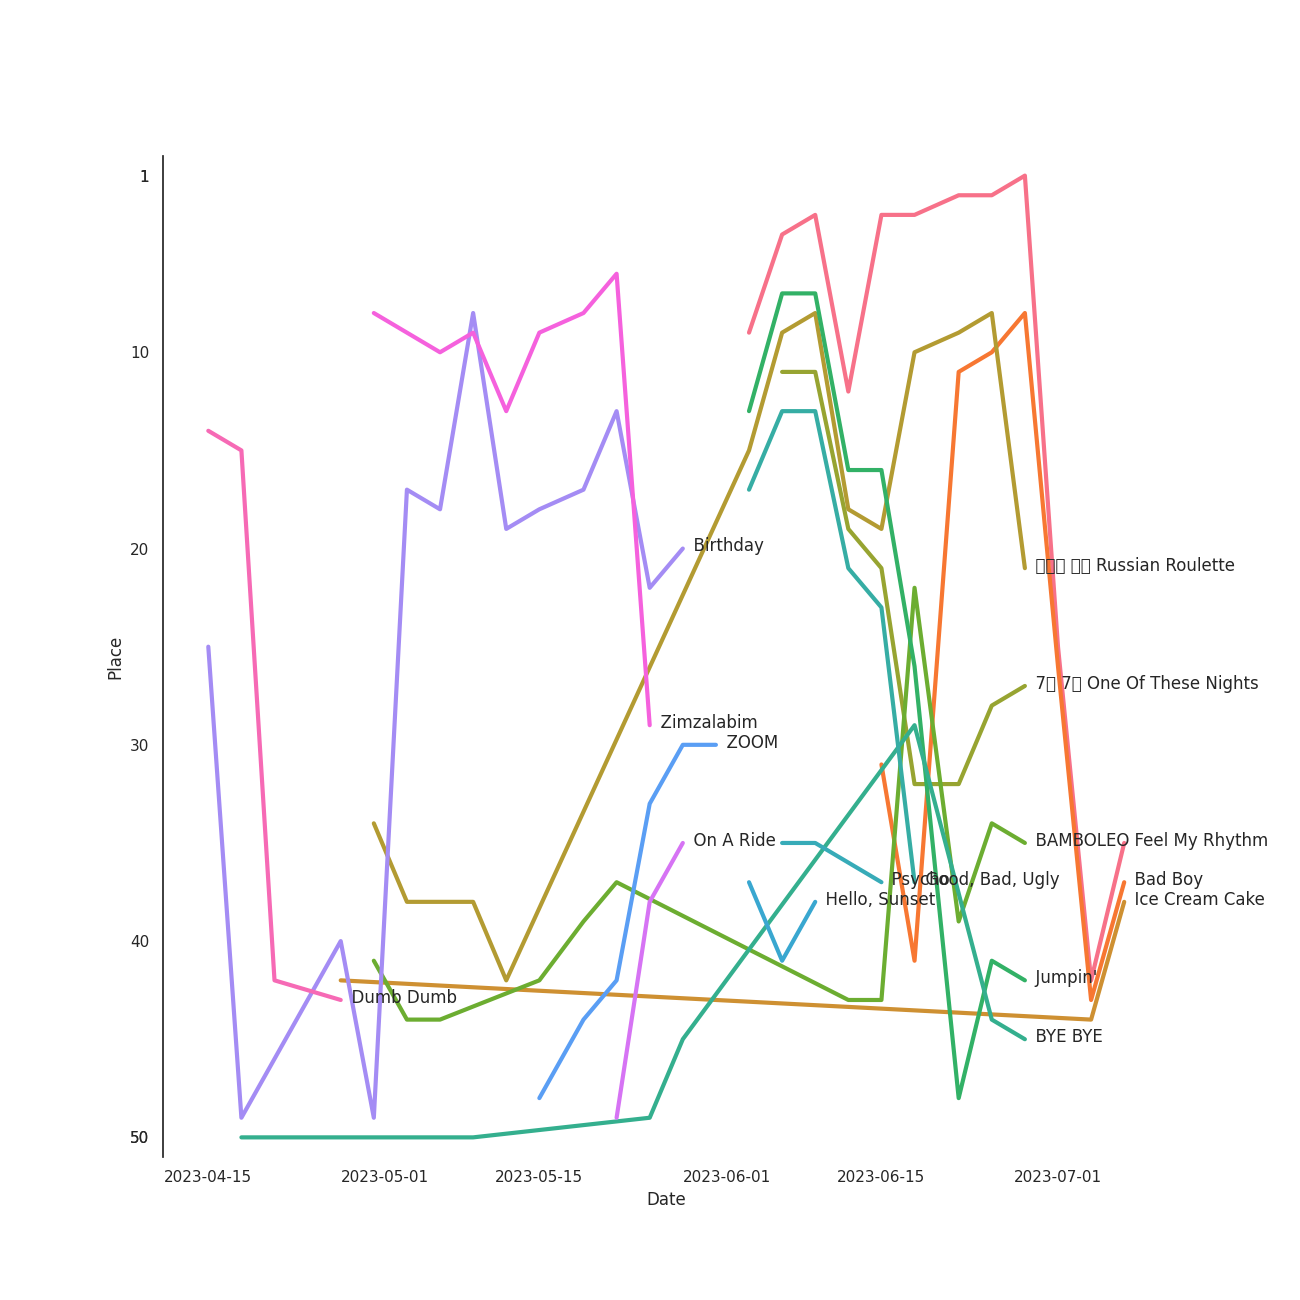 1
10
20
30
40
50
Place
2023-04-15
2023-05-01
2023-05-15
2023-06-01
2023-06-15
2023-07-01
Date
Birthday
Russian Roulette
7 7 One Of These Nights
Zimzalabim
ZOOM
On A Ride
BAMBOLEO
Feel My Rhythm
Psycho
Good, Bad, Ugly
Bad Boy
Hello, Sunset
Ice Cream Cake
Jumpin'
Dumb Dumb
BYE BYE